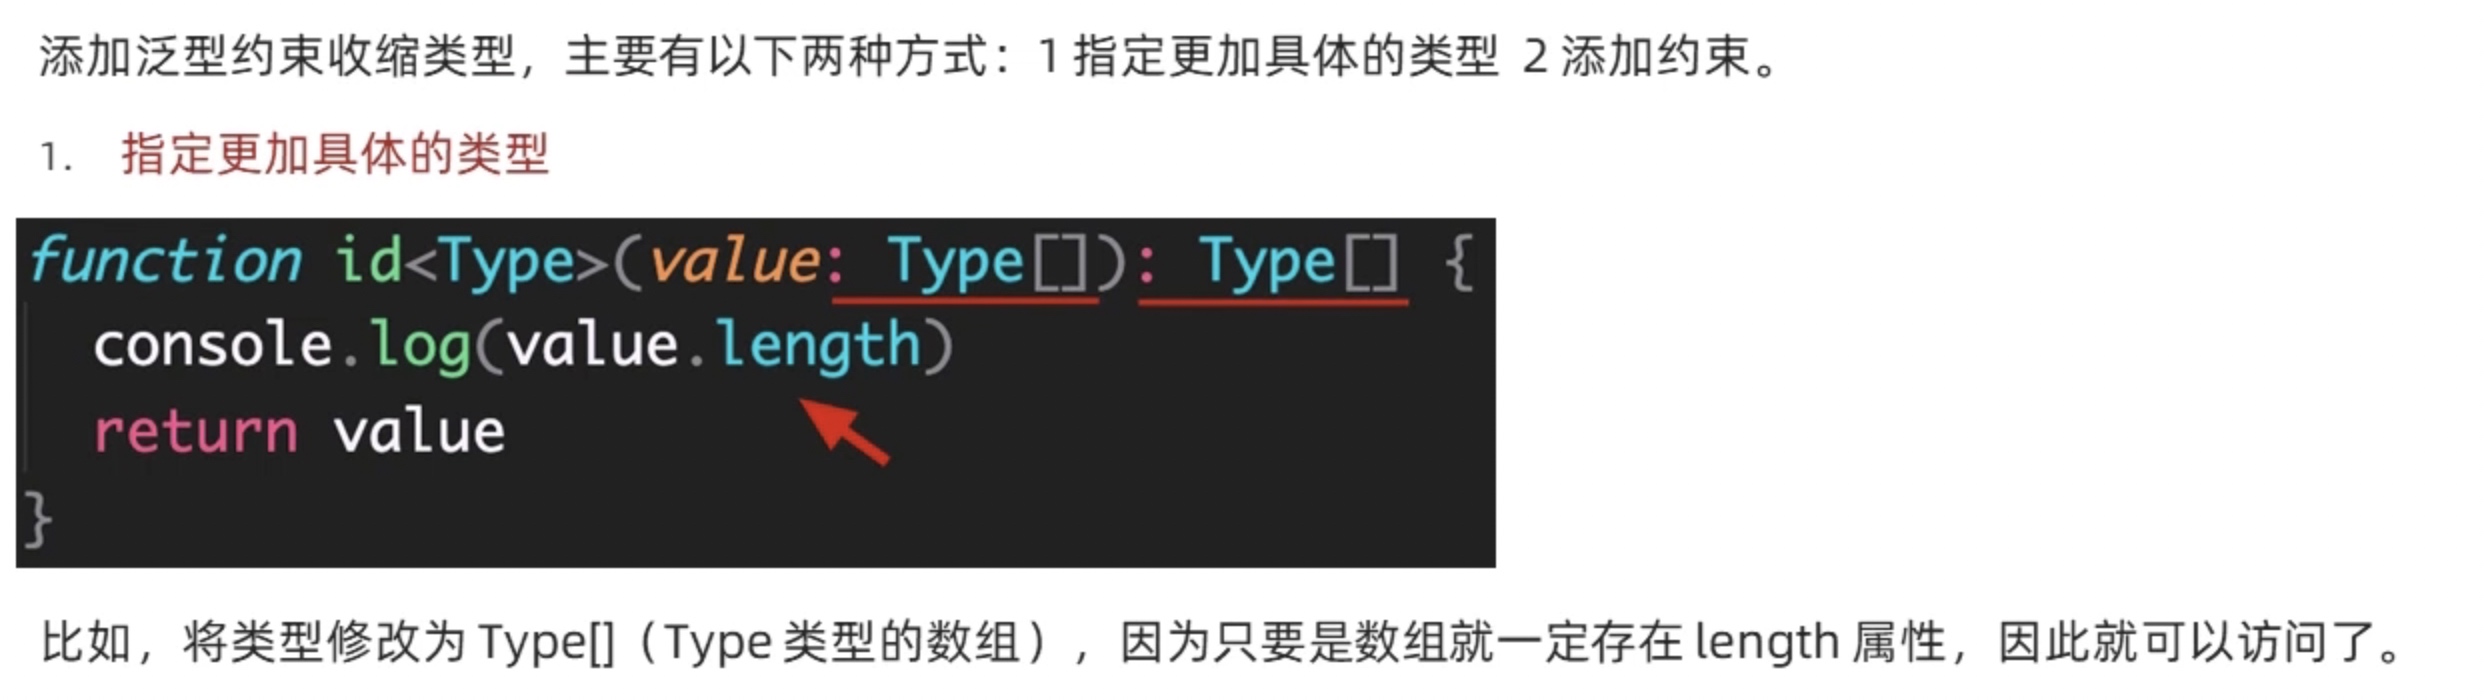 添加泛型约束收缩类型，主要有以下两种方式：1 指定更加具体的类型 2 添加约束。
1. 指定更加具体的类型
function id<Type>(value: Type[]): Type[] {
  console.log(value.length)
  return value
}
比如，将类型修改为 Type[]（Type 类型的数组），因为只要是数组就一定存在 length 属性，因此就可以访问了。